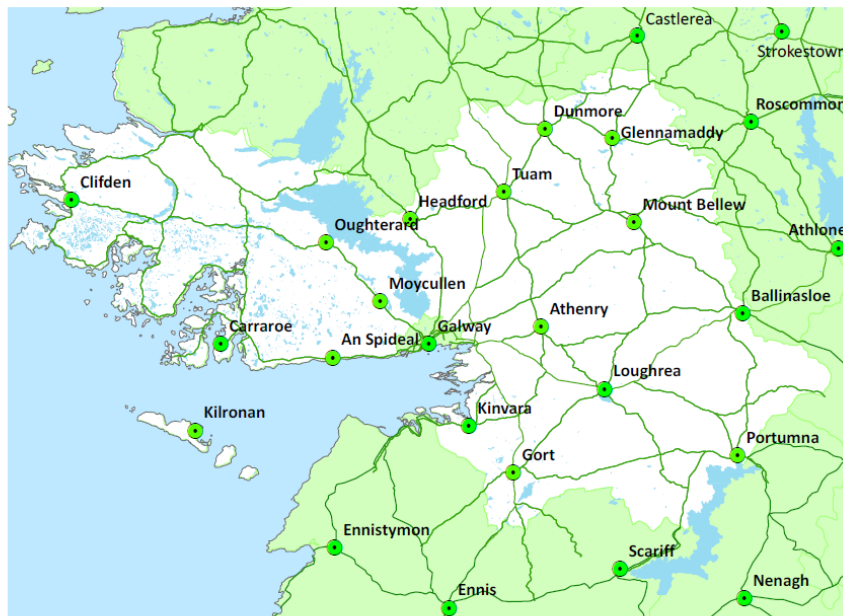 Castlerea
Strokestown
Roscommon
Dunmore
Glennamaddy
Clifden
Tuam
Headford
Mount Bellew
Oughterard
Athlone
Moycullen
Ballinasloe
Athenry
Carraroe
An Spideal
Galway
Loughrea
Kilronan
Kinvara
Portumna
Gort
Ennistymon
Scariff
Ennis
Nenagh